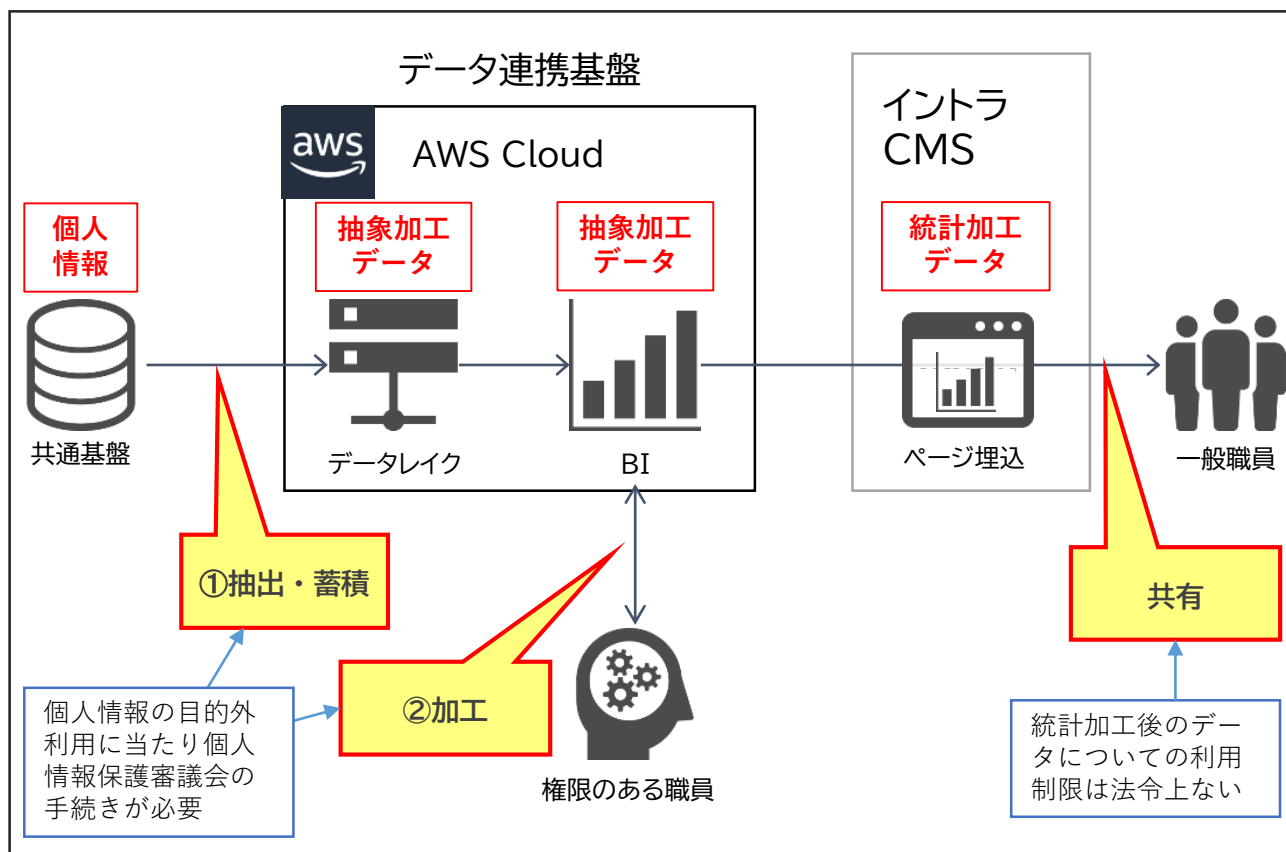 データ連携基盤
aws
AWS Cloud
イントラ
CMS
個人
情報
抽象加工
データ
抽象加工
データ
統計加工
データ
共通基盤
データレイク
BI
ページ埋込
一般職員
①抽出・蓄積
②加工
共有
個人情報の目的外
利用に当たり個人
情報保護審議会の
手続きが必要
権限のある職員
統計加工後のデー
タについての利用
制限は法令上ない